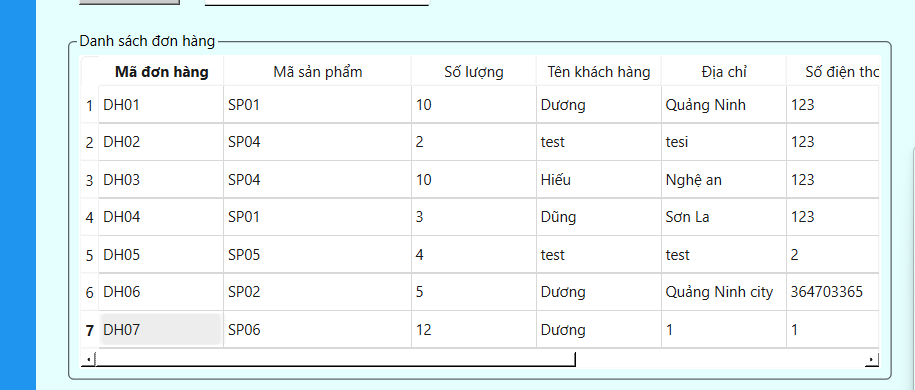 Danh sách đơn hàng
Mã đơn hàng Mã sản phẩm Số lượng Tên khách hàng Địa chỉ Số điện tho
1 DH01 SP01 10 Dương Quảng Ninh 123
2 DH02 SP04 2 test tesi 123
3 DH03 SP04 10 Hiếu Nghệ an 123
4 DH04 SP01 3 Dũng Sơn La 123
5 DH05 SP05 4 test test 2
6 DH06 SP02 5 Dương Quảng Ninh city 364703365
7 DH07 SP06 12 Dương 1 1